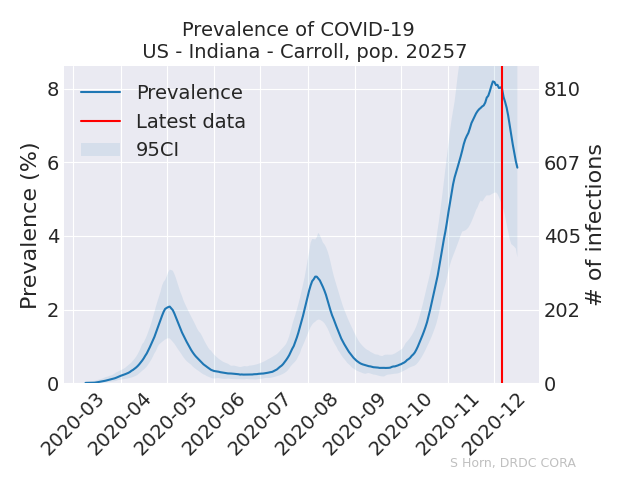 Prevalence of COVID-19
US - Indiana - Carroll, pop. 20257
Prevalence
Latest data
95CI
Prevalence (%)
8
6
4
2
0
810
607
405
202
0
# of infections
2020-03
2020-04
2020-05
2020-06
2020-07
2020-08
2020-09
2020-10
2020-11
2020-12
S Horn, DRDC CORA